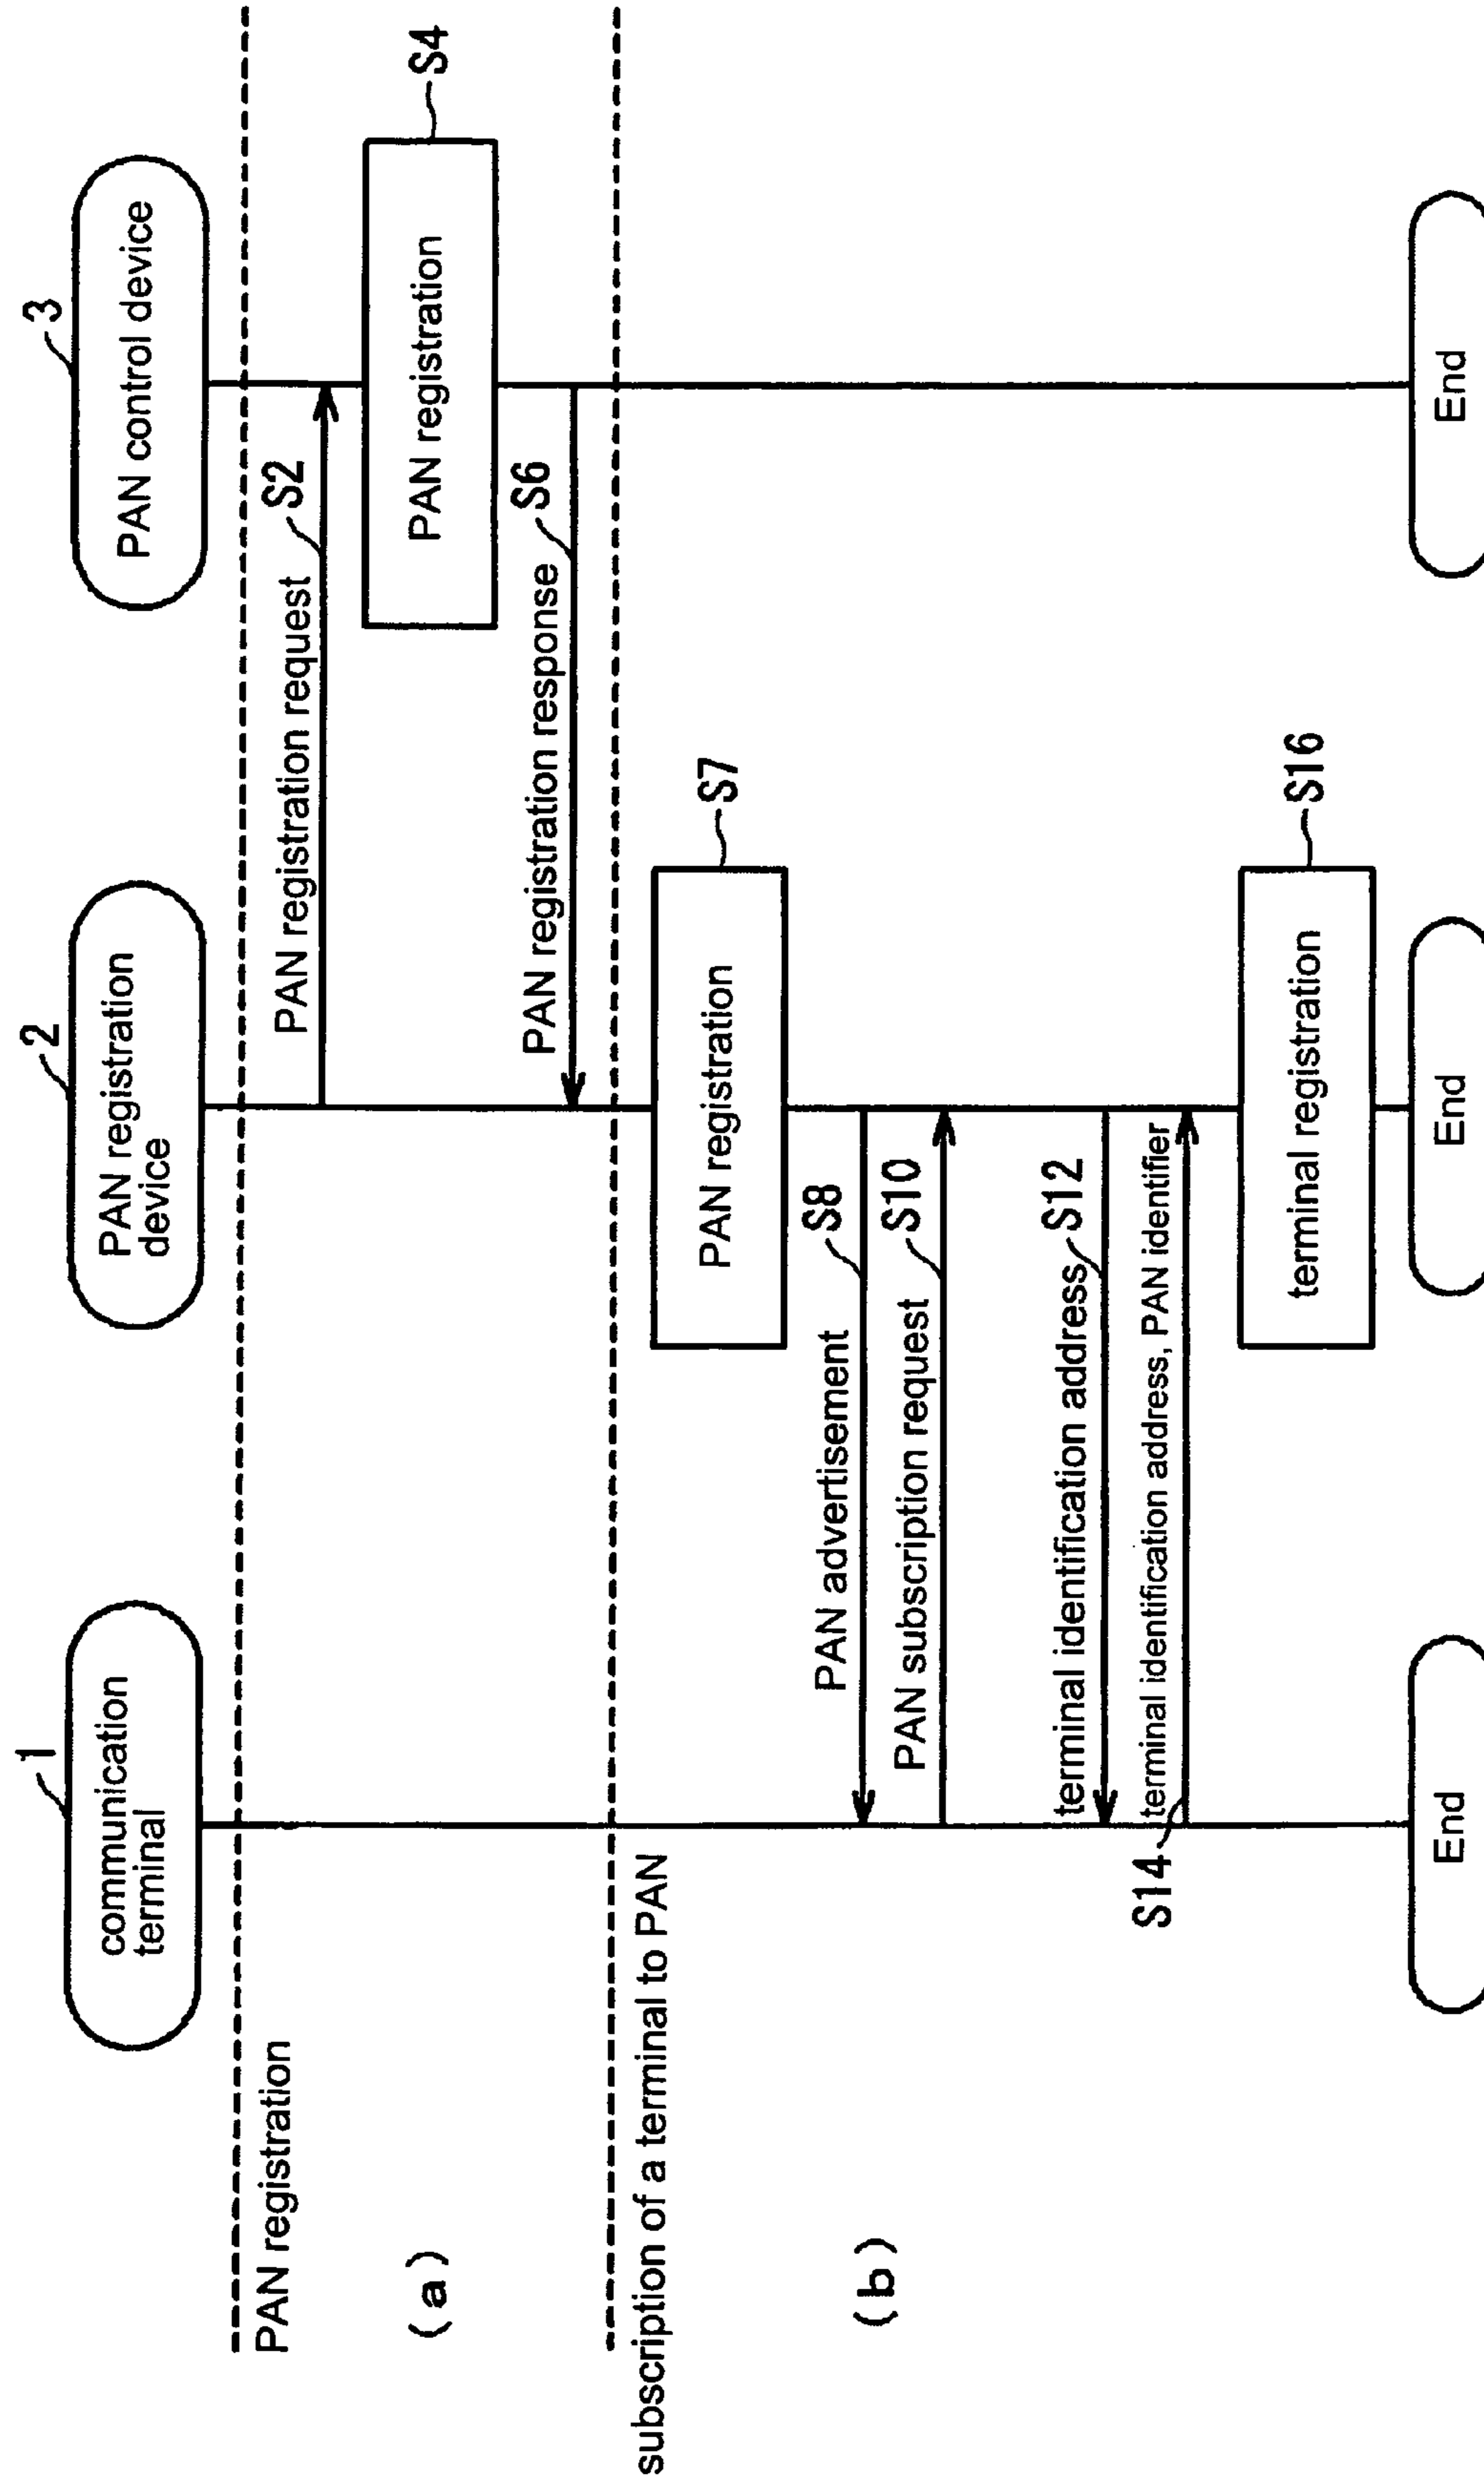 1
communication
terminal
2
PAN registration
device
3
PAN control device
PAN registration
(a)
PAN registration request
S2
PAN registration
S4
PAN registration response
S6
subscription of a terminal to PAN
(b)
PAN registration
S7
PAN advertisement
S8
PAN subscription request
S10
terminal identification address
S12
terminal identification address, PAN identifier
S14
terminal registration
S16
End
End
End